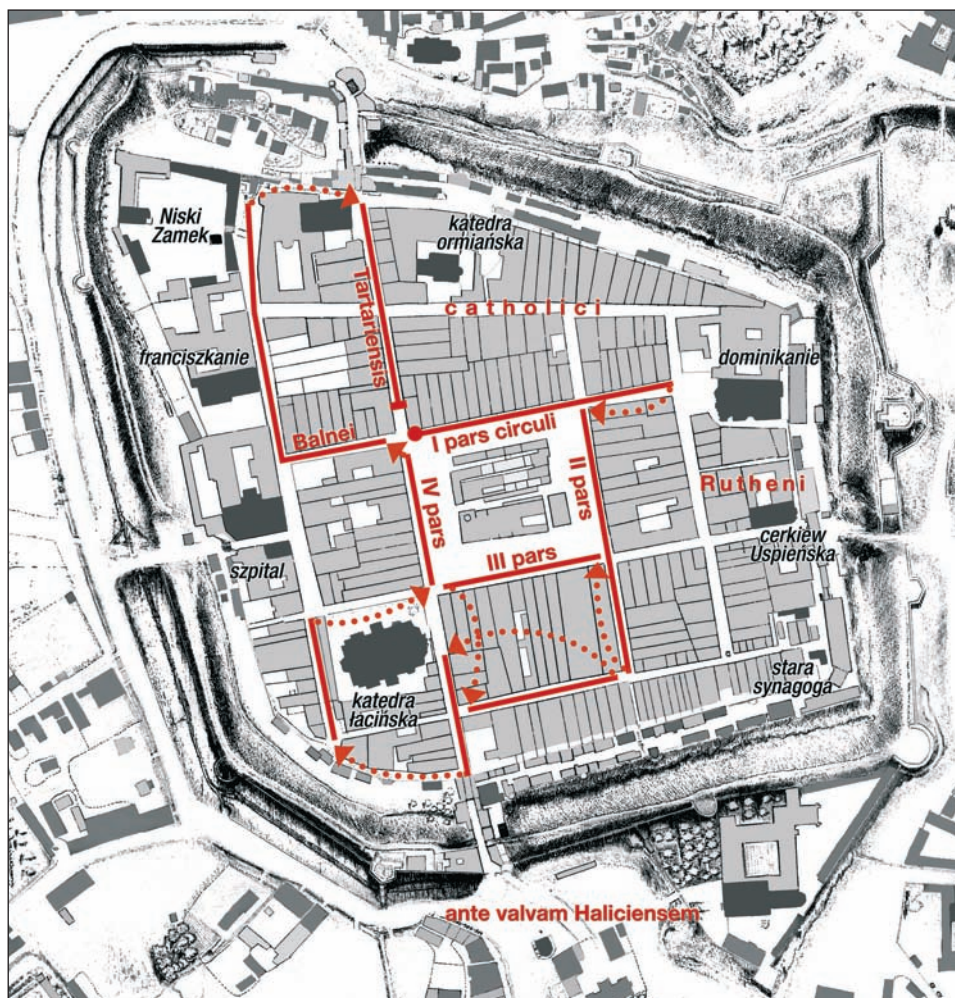 Niski
Zamek
katedra
ormiańska
Tartartensis
catholici
franciszkanie
dominikanie
Balnei
I pars circuli
II pars
IV pars
Rutheni
cerkiew
Uspieńska
III pars
szpital
stara
synagoga
katedra
łacińska
ante valvam Haliciensem